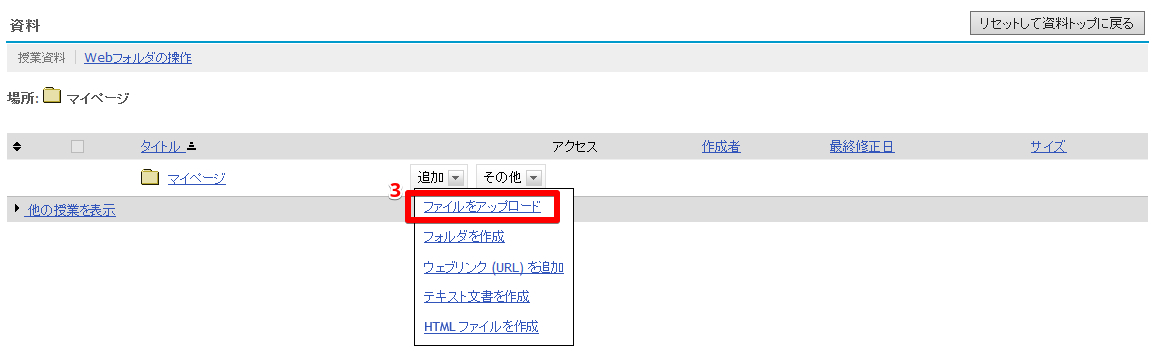 資料 リセットして資料トップに戻る
授業資料 Webフォルダの操作
場所: マイページ
タイトル アクセス 作成者 最終修正日 サイズ
マイページ 追加 その他
3
他の授業を表示 ファイルをアップロード
フォルダを作成
ウェブリンク (URL) を追加
テキスト文書を作成
HTML ファイルを作成